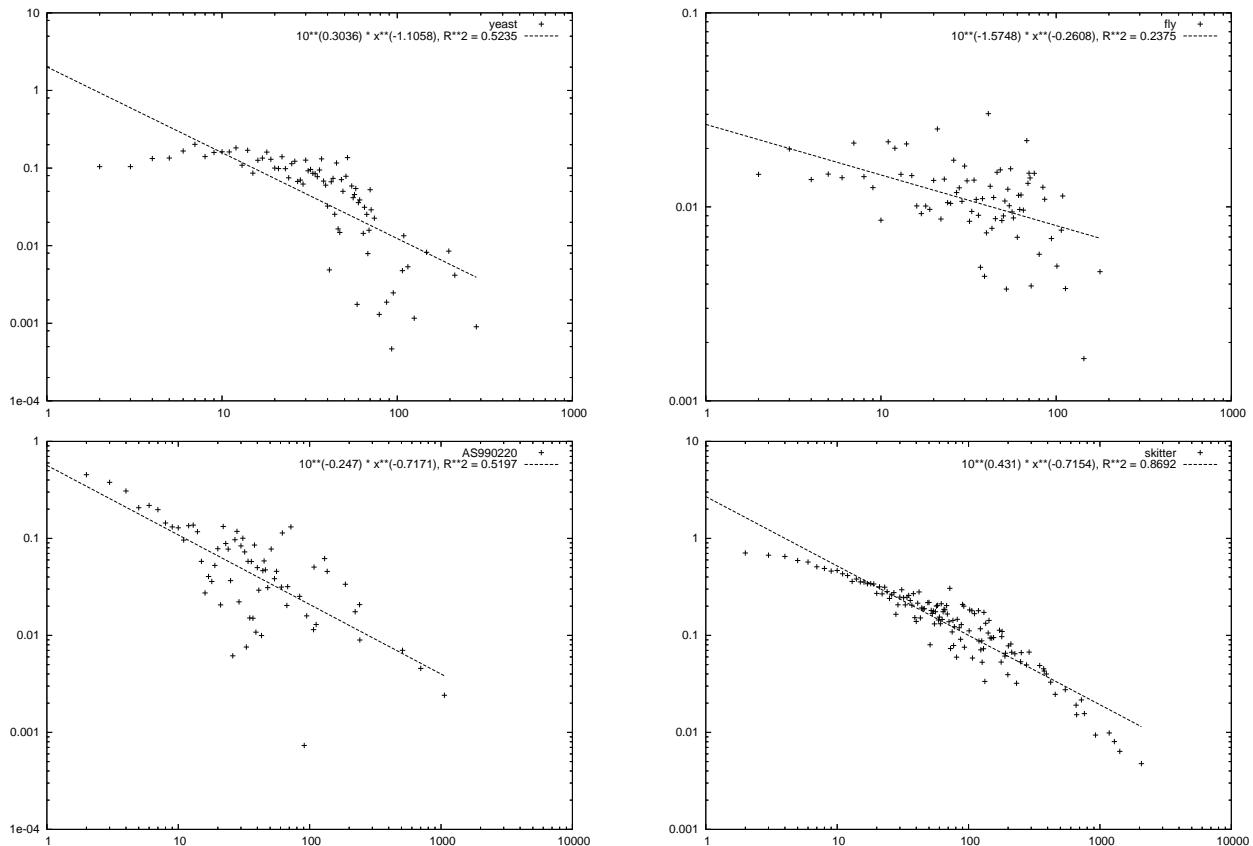 10
1
0.1
0.01
0.001
1e-04
1 10 100 1000
yeast
10**(0.3036) * x**(-1.1058), R**2 = 0.5235
0.1
0.01
0.001
1 10 100 1000
fly
10**(-1.5748) * x**(-0.2608), R**2 = 0.2375
1
0.1
0.01
0.001
1e-04
1 10 100 1000 10000
AS990220
10**(-0.247) * x**(-0.7171), R**2 = 0.5197
10
1
0.1
0.01
0.001
1 10 100 1000 10000
skitter
10**(0.431) * x**(-0.7154), R**2 = 0.8692